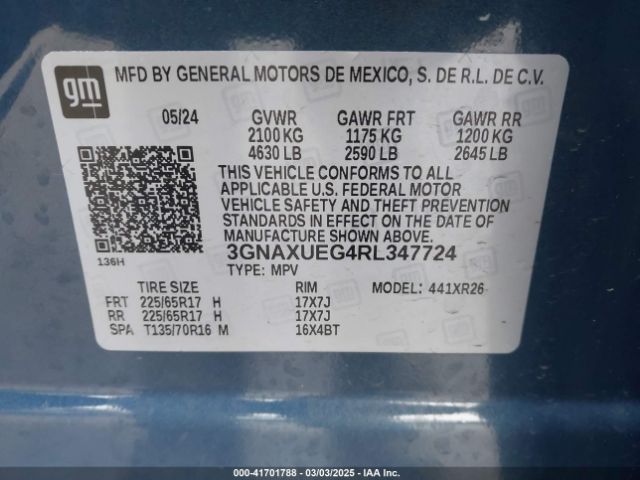 gm
MFD BY GENERAL MOTORS DE MEXICO, S. DE R.L. DE C.V.
05/24 GVWR GAWR FRT GAWR RR
2100 KG 1175 KG 1200 KG
4630 LB 2590 LB 2645 LB
THIS VEHICLE CONFORMS TO ALL
APPLICABLE U.S. FEDERAL MOTOR
VEHICLE SAFETY AND THEFT PREVENTION
STANDARDS IN EFFECT ON THE DATE OF
MANUFACTURE SHOWN ABOVE.
136H
3GNAXUEG4RL347724
TYPE: MPV
TIRE SIZE RIM MODEL: 441XR26
FRT 225/65R17 H 17X7J
RR 225/65R17 H 17X7J
SPA T135/70R16 M 16X4BT
000-41701788 - 03/03/2025 - IAA Inc.